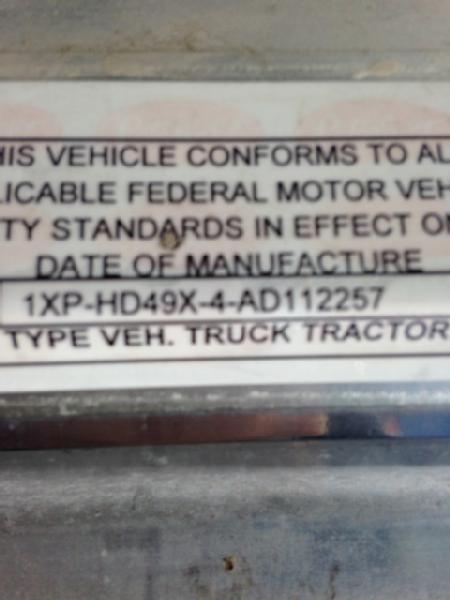 HIS VEHICLE CONFORMS TO AL
LICABLE FEDERAL MOTOR VEH
TY STANDARDS IN EFFECT ON
DATE OF MANUFACTURE
1XP-HD49X-4-AD112257
TYPE VEH. TRUCK TRACTOR